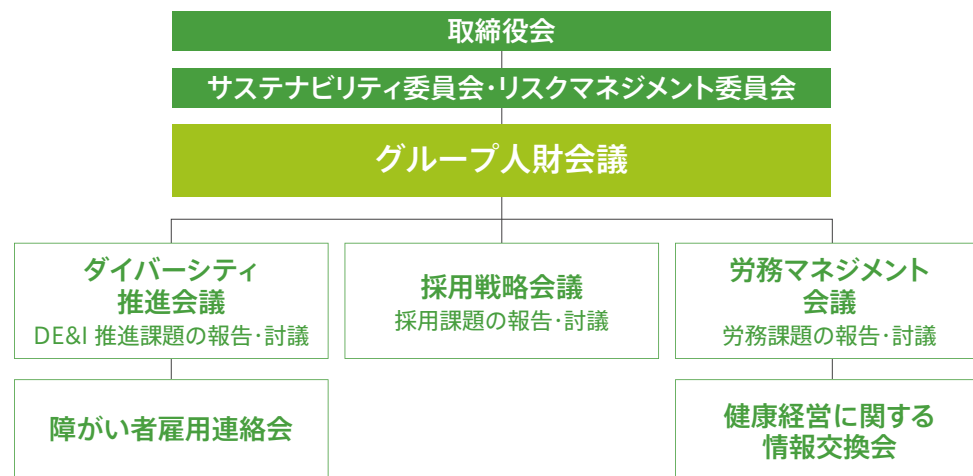 取締役会
サステナビリティ委員会・リスクマネジメント委員会
グループ人財会議
ダイバーシティ
推進会議
DE&I 推進課題の報告・討議
採用戦略会議
採用課題の報告・討議
労務マネジメント
会議
労務課題の報告・討議
障がい者雇用連絡会
健康経営に関する
情報交換会